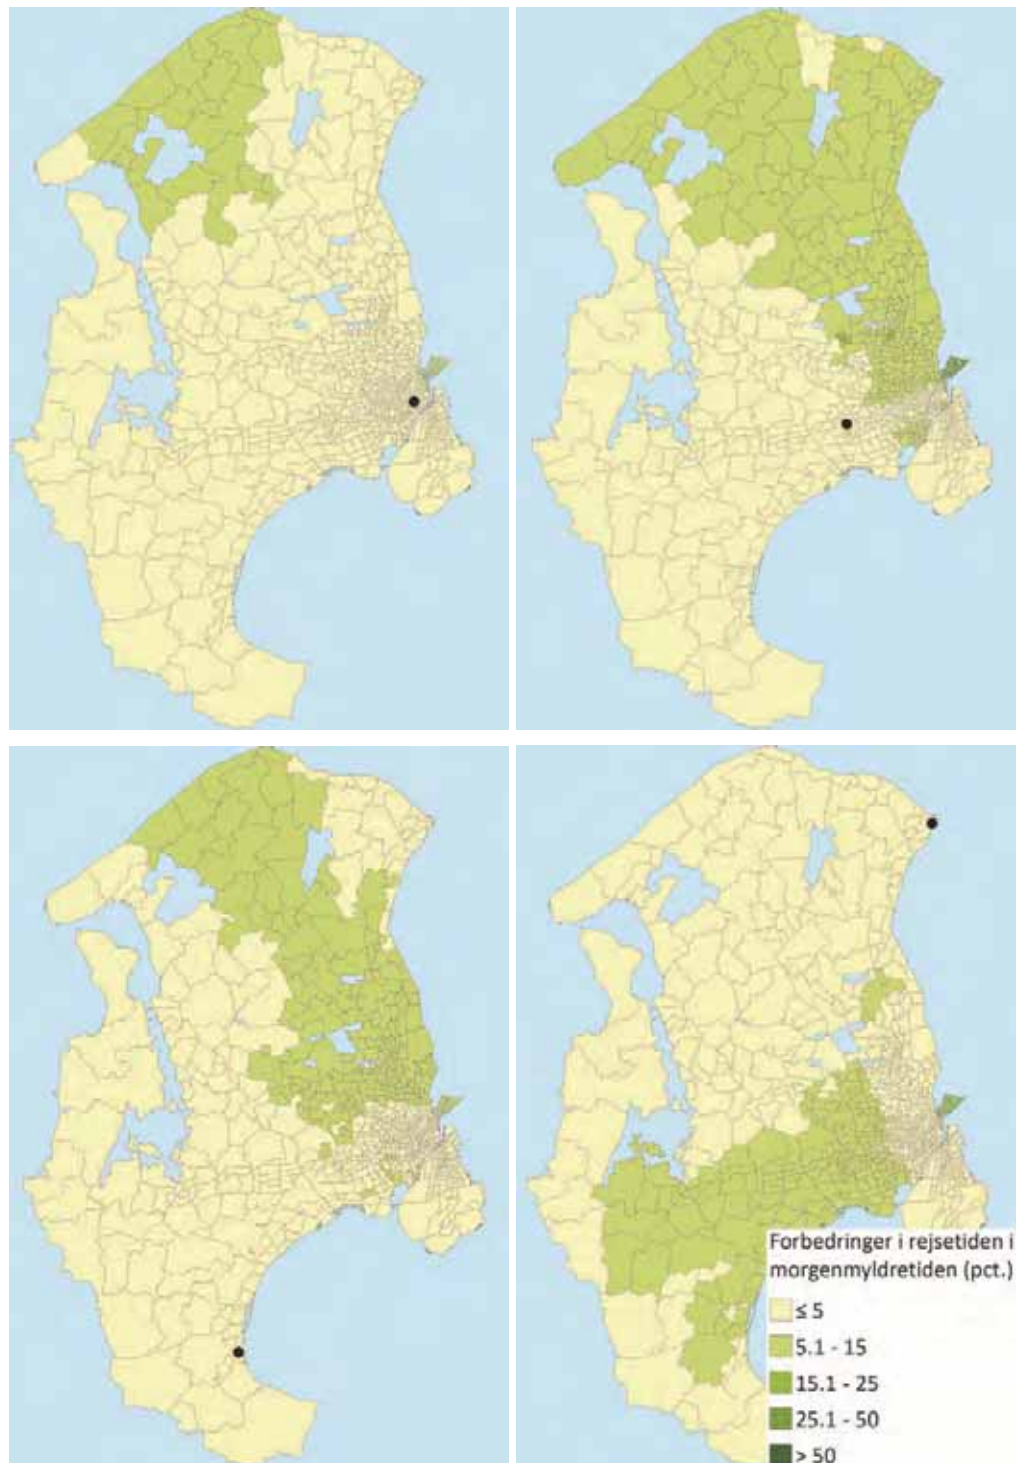 Forbedringer i rejsetiden i
morgenmyldretiden (pct.)
≤ 5
5.1 - 15
15.1 - 25
25.1 - 50
> 50